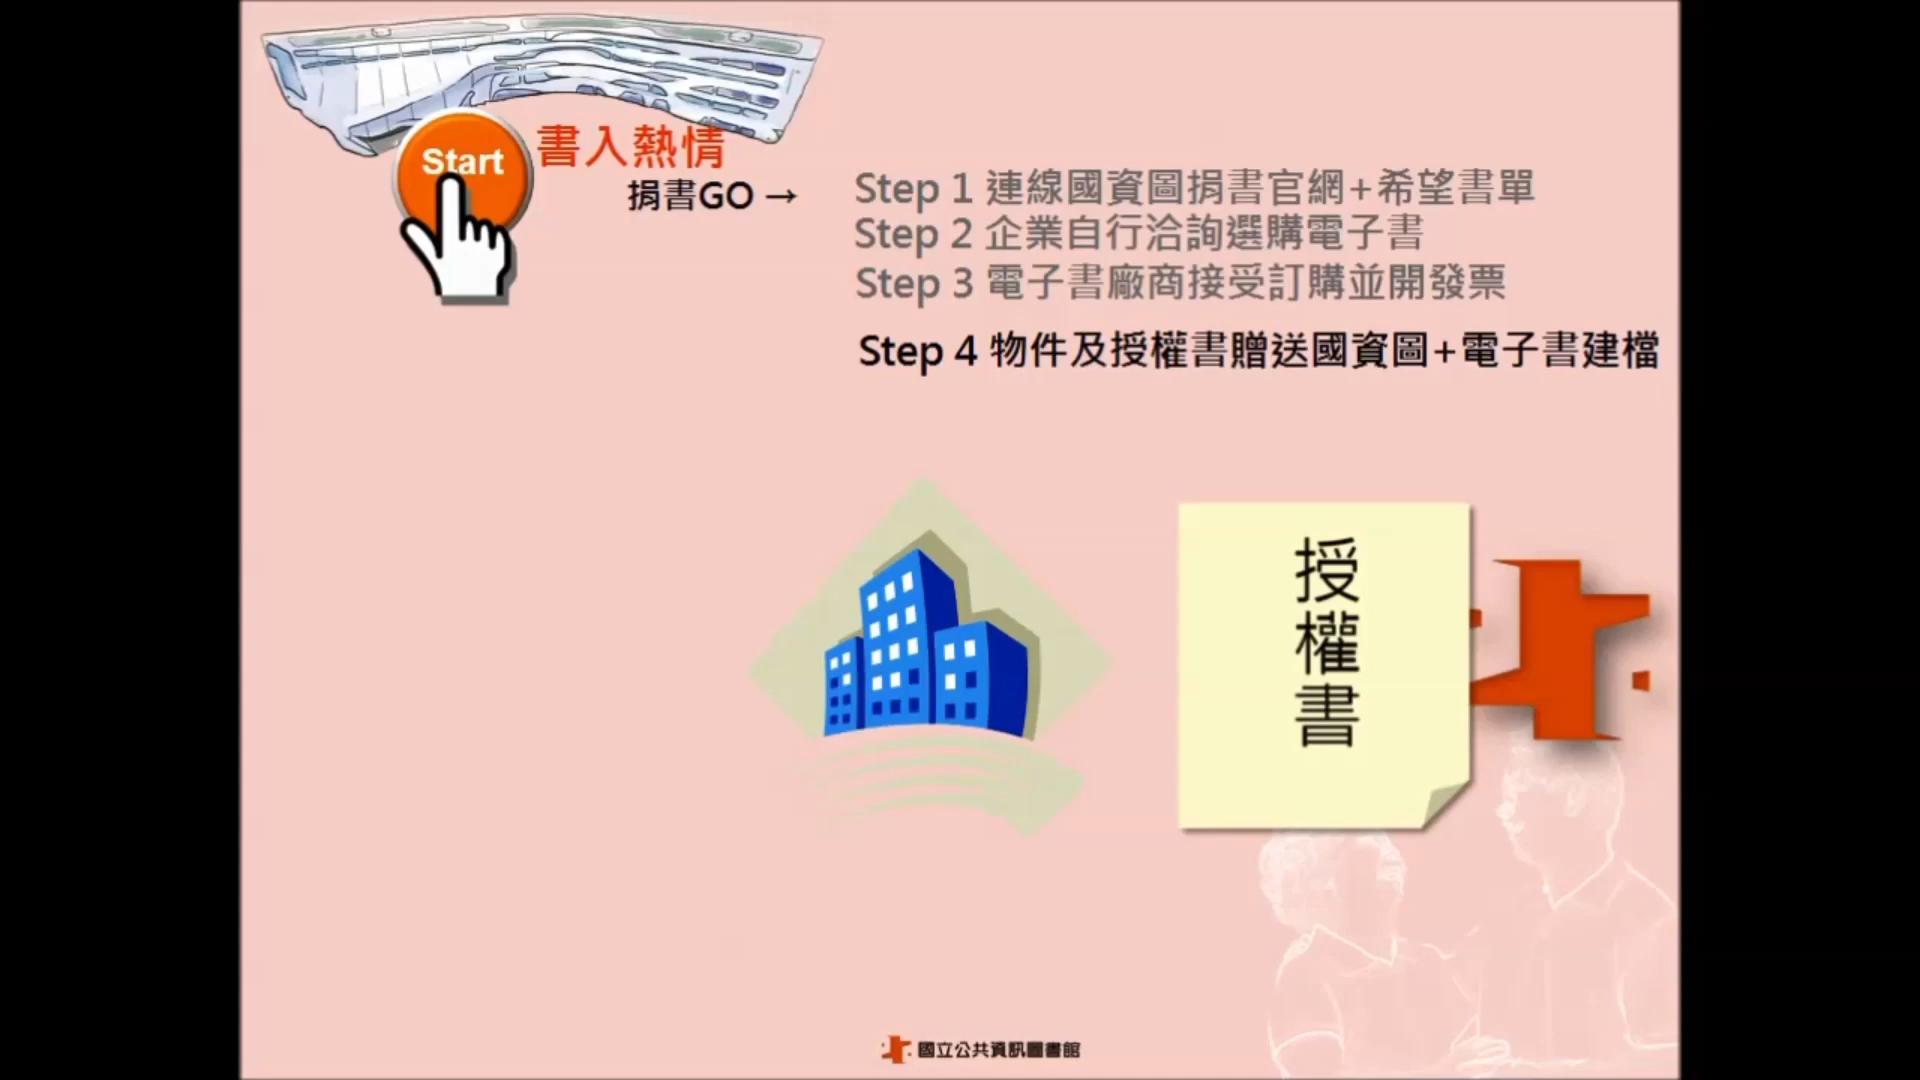 Start
書入熱情
捐書GO →
Step 1 連線國資圖捐書官網+希望書單
Step 2 企業自行洽詢選購電子書
Step 3 電子書廠商接受訂購並開發票
Step 4 物件及授權書贈送國資圖+電子書建檔
授權書
國立公共資訊圖書館